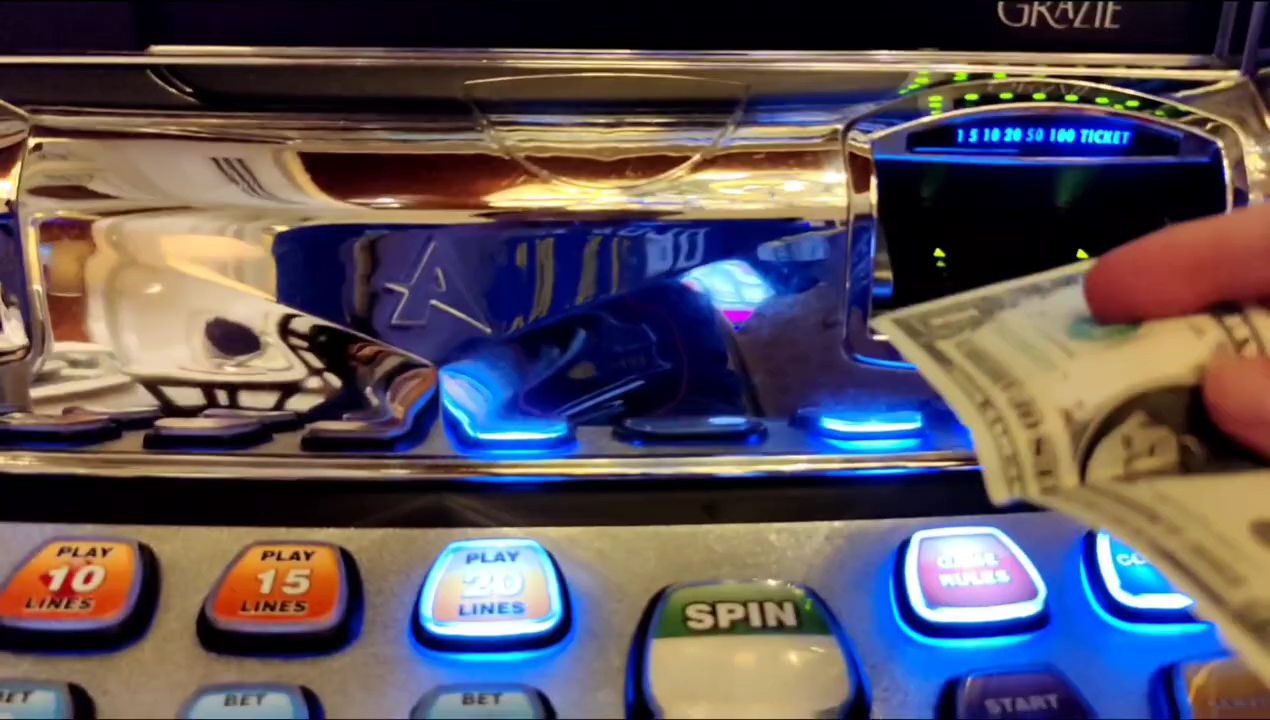 GRAZIE
1 5 10 20 50 100 TICKET
A
PLAY
10
LINES
PLAY
15
LINES
PLAY
20
LINES
SPIN
GAME
RULES
BET
BET
BET
START